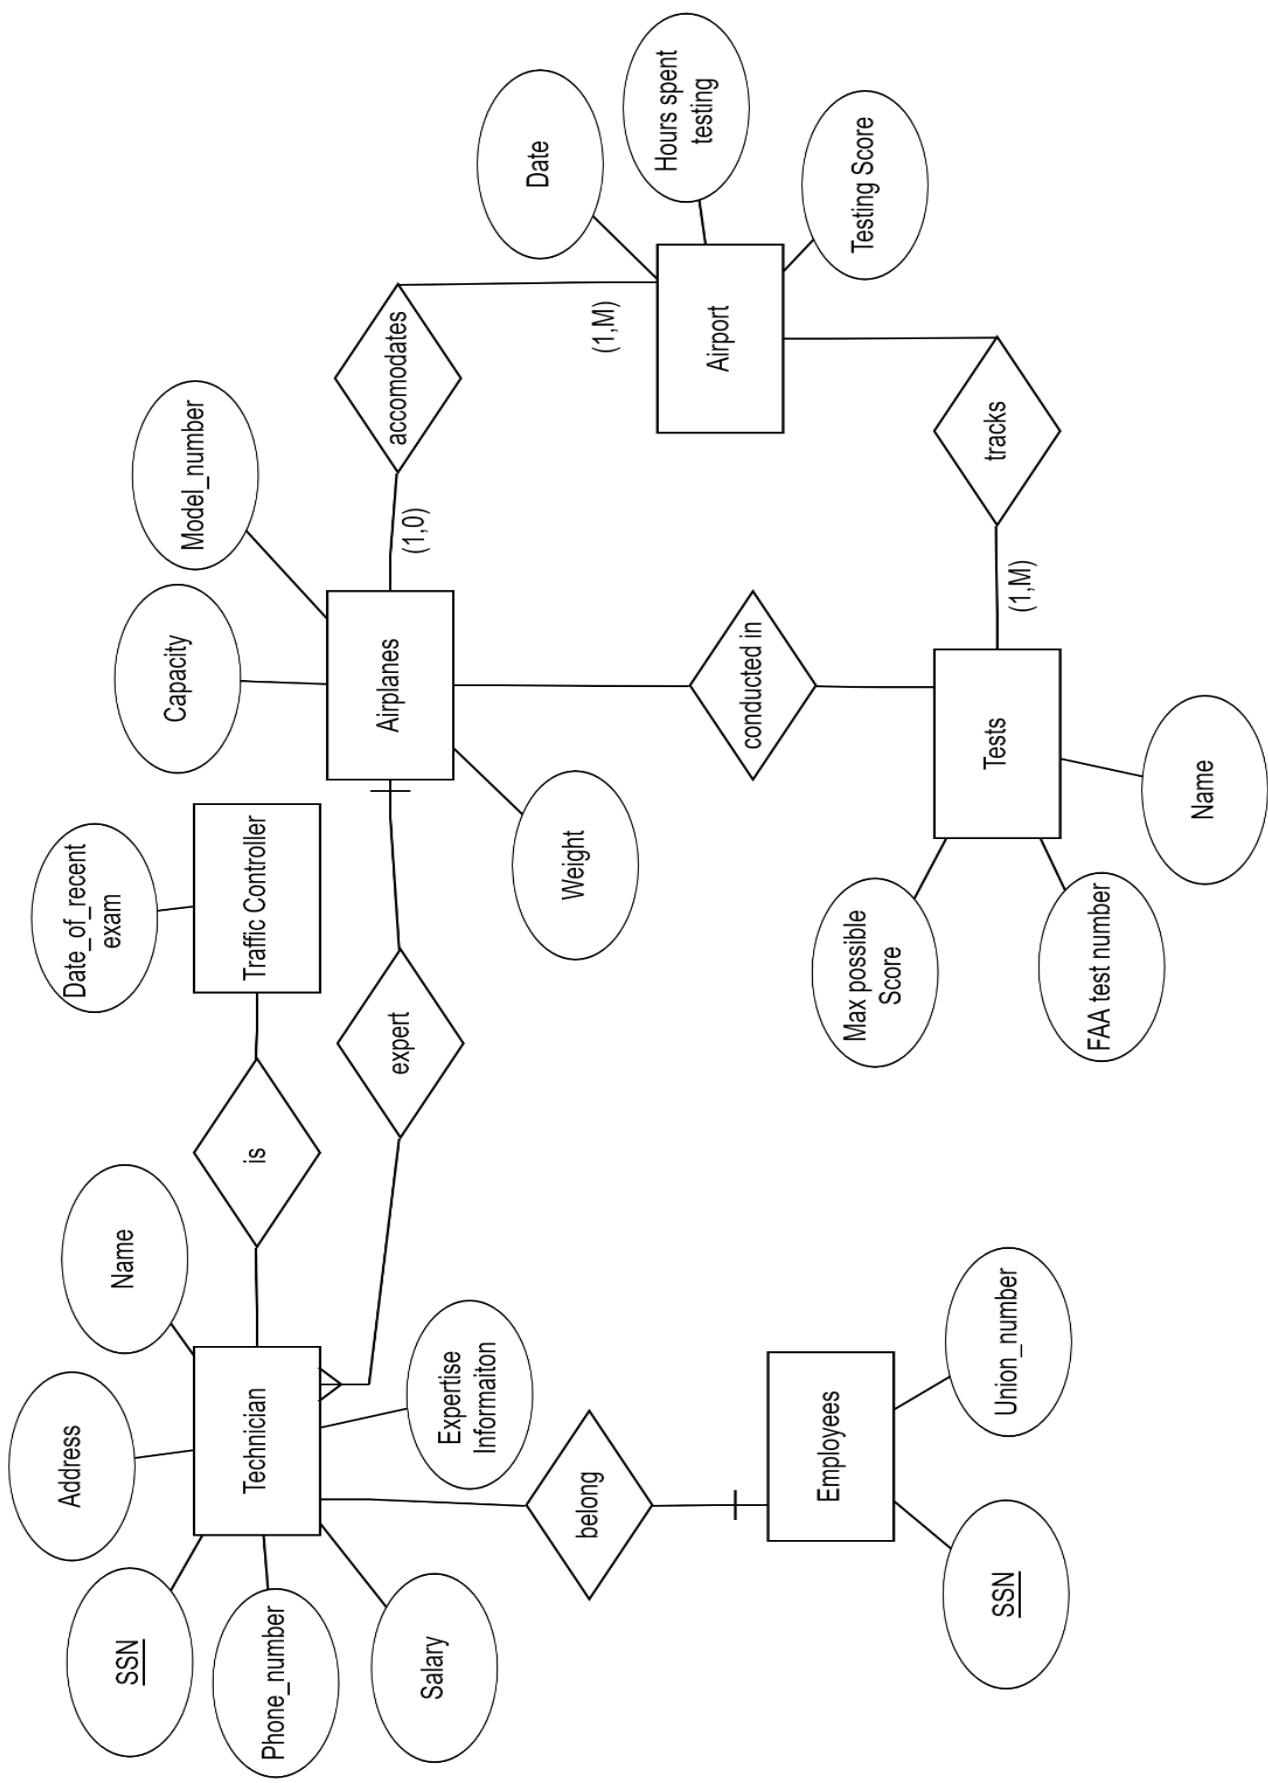 Address
Date_of_recent
exam
SSN
Name
Capacity
Model_number
Technician
is
Traffic Controller
Phone_number
Airplanes
accomodates
expert
(1,0)
Salary
Expertise
Informaiton
Date
Weight
belong
(1,M)
Hours spent
testing
Airport
conducted in
Employees
Max possible
Score
Testing Score
Tests
tracks
SSN
Union_number
(1,M)
FAA test number
Name